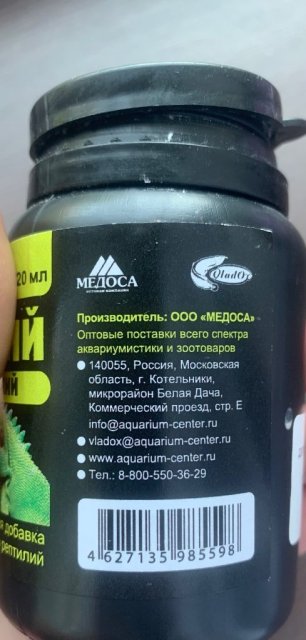 20 мл
МЕДОСА
VladOx
Производитель: ООО «МЕДОСА»
Оптовые поставки всего спектра
аквариумистики и зоотоваров
140055, Россия, Московская
область, г. Котельники,
микрорайон Белая Дача,
Коммерческий проезд, стр. Е
info@aquarium-center.ru
vladox@aquarium-center.ru
www.aquarium-center.ru
Тел.: 8-800-550-36-29
добавка
рептилий
4 627135 985598